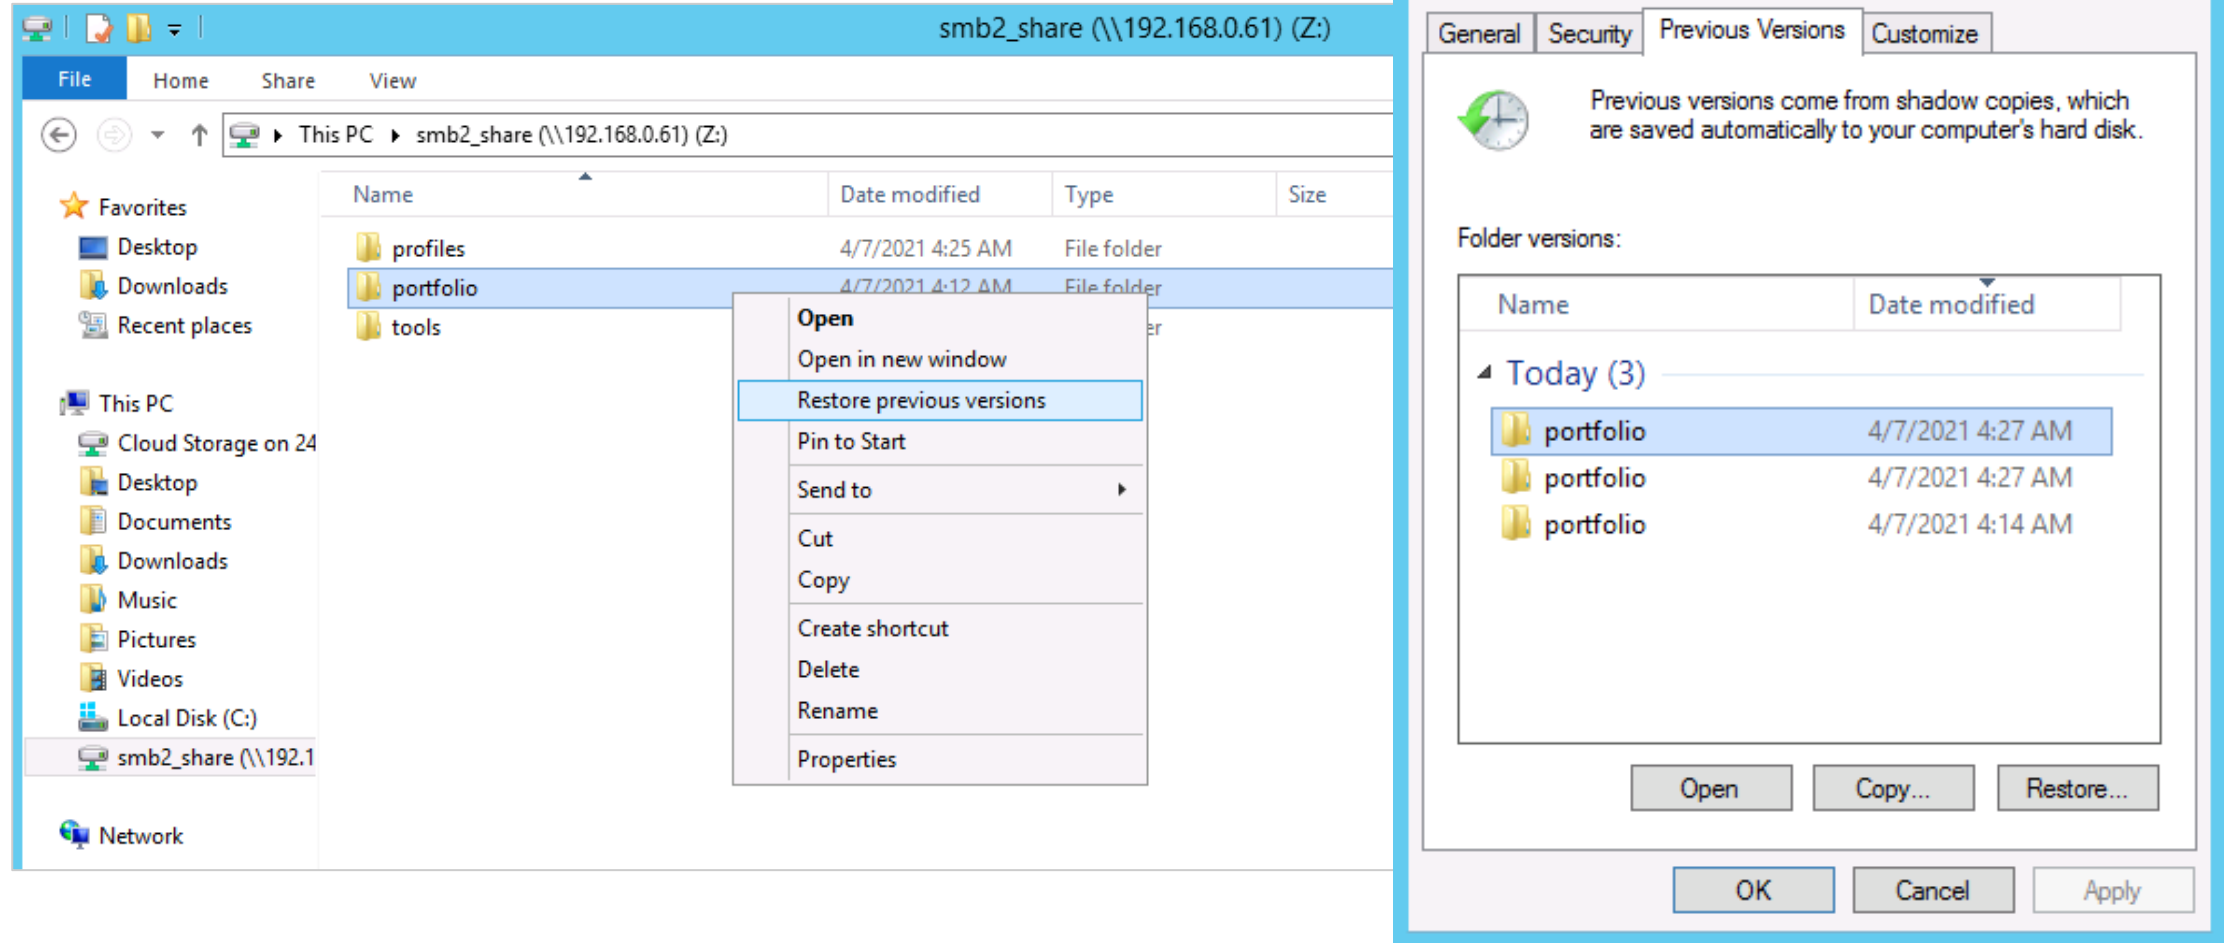 smb2_share (\\192.168.0.61) (Z:)
File Home Share View
This PC smb2_share (\\192.168.0.61) (Z:)
Favorites
Desktop
Downloads
Recent places
This PC
Cloud Storage on 24
Desktop
Documents
Downloads
Music
Pictures
Videos
Local Disk (C:)
smb2_share (\\192.1
Network
Name Date modified Type Size
profiles 4/7/2021 4:25 AM File folder
portfolio 4/7/2021 4:12 AM File folder
tools er
Open
Open in new window
Restore previous versions
Pin to Start
Send to
Cut
Copy
Create shortcut
Delete
Rename
Properties
General Security Previous Versions Customize
Previous versions come from shadow copies, which
are saved automatically to your computer's hard disk.
Folder versions:
Name Date modified
Today (3)
portfolio 4/7/2021 4:27 AM
portfolio 4/7/2021 4:27 AM
portfolio 4/7/2021 4:14 AM
Open Copy... Restore...
OK Cancel Apply